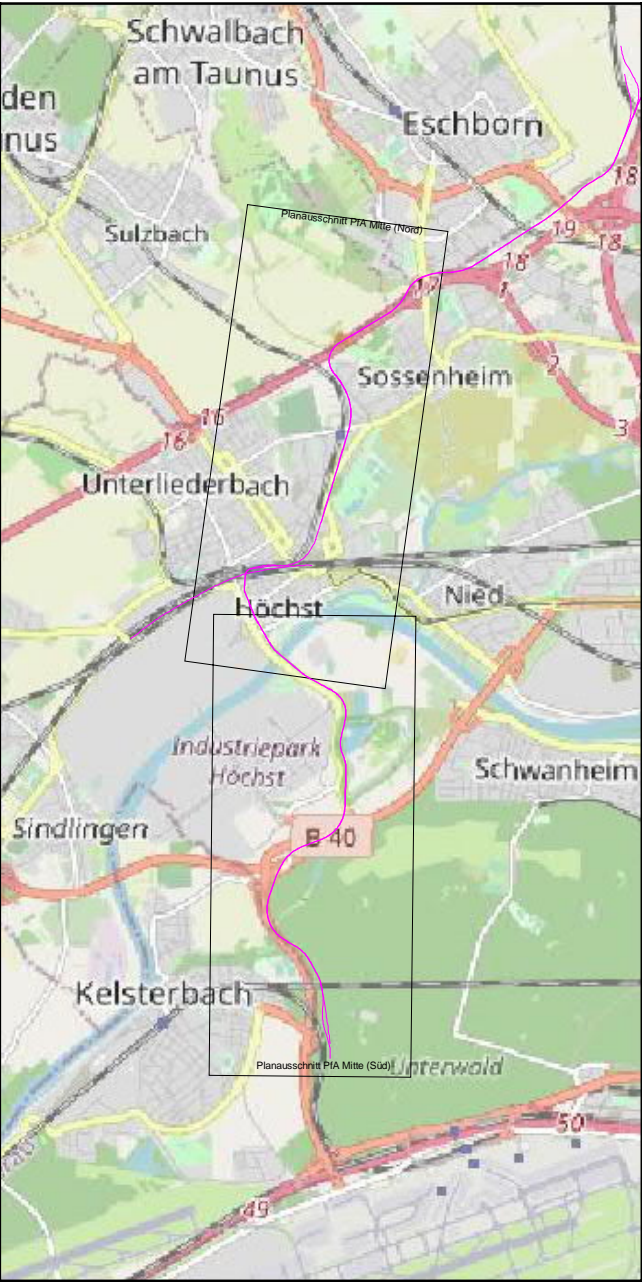 Schwalbach
am Taunus
den
nus
Eschborn
18
Planausschnitt PfA Mitte (Nord)
Sulzbach
19
18
18
17
1
2
Sossenheim
3
16
16
Unterliederbach
Höchst
Nied
Industriepark
Höchst
Schwanheim
Sindlingen
B 40
Kelsterbach
Planausschnitt PfA Mitte (Süd)
Unterwald
50
49